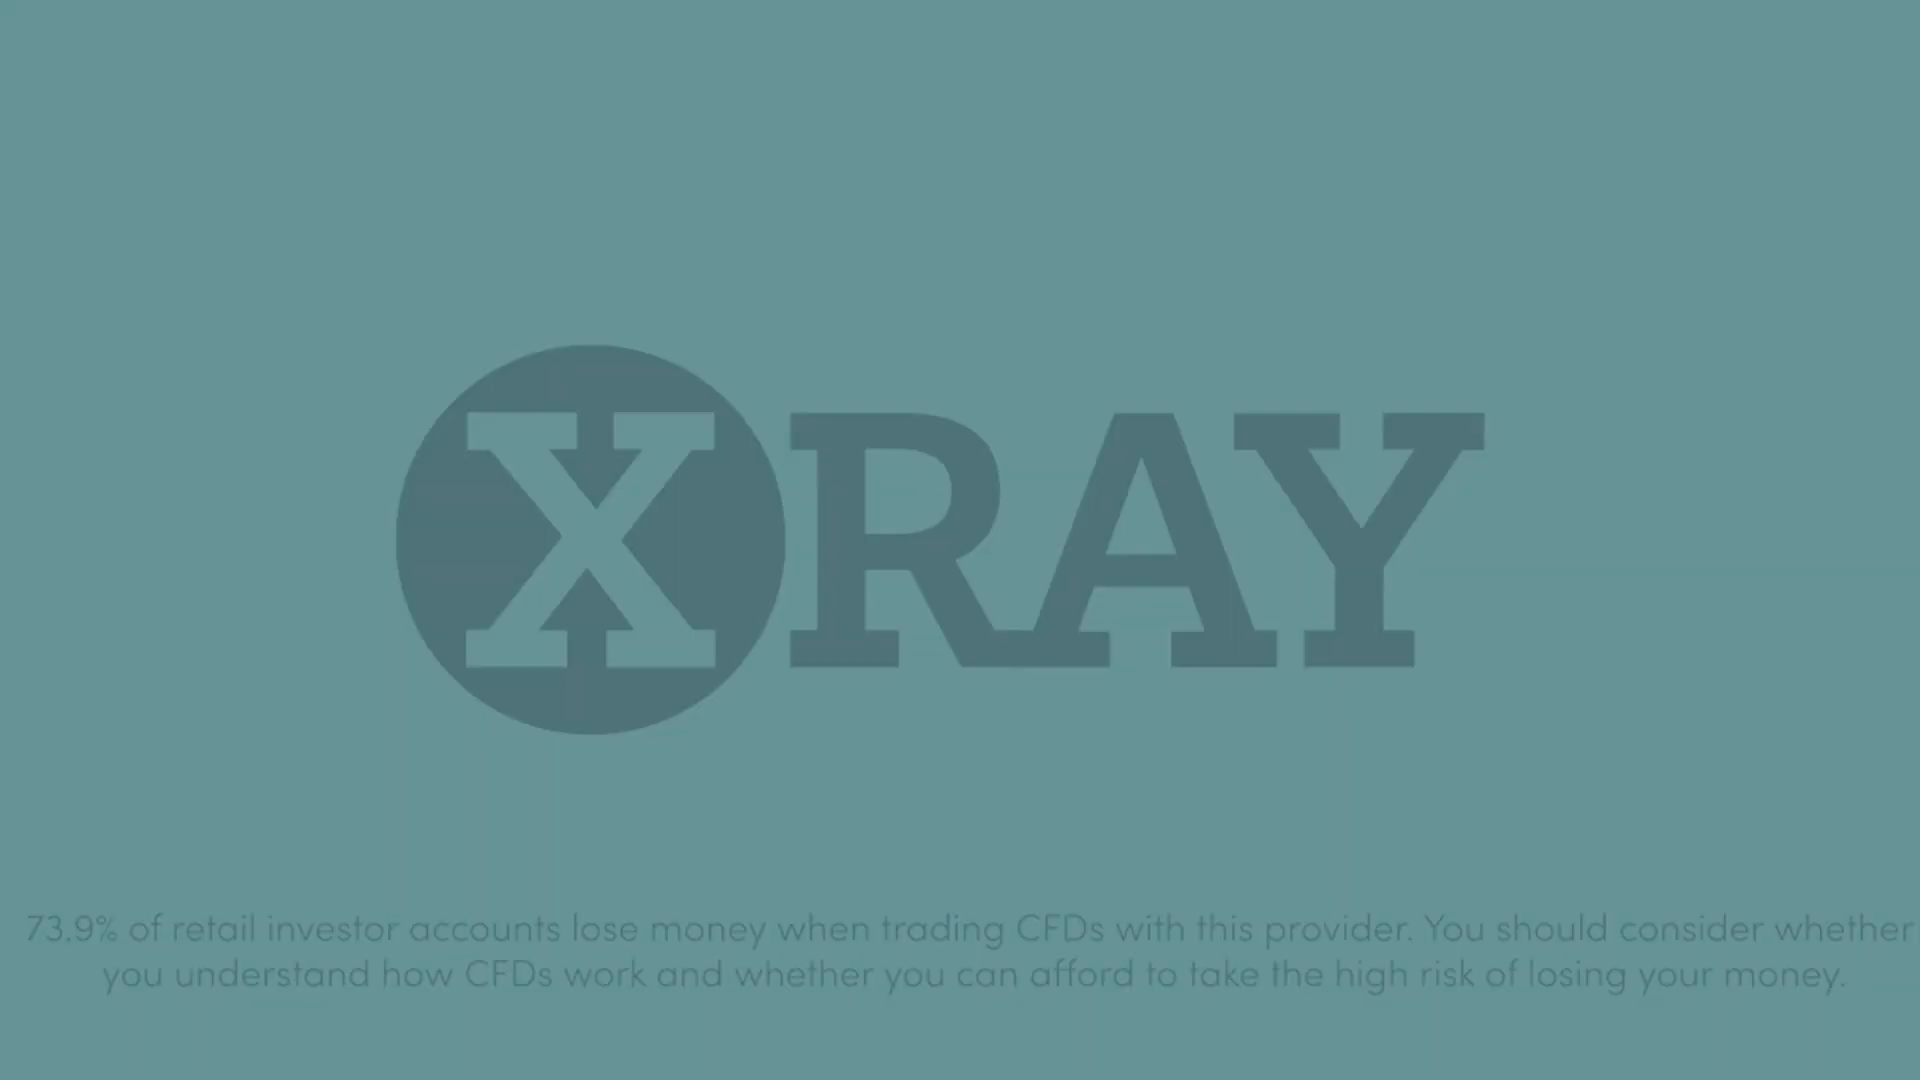 XRAY
73.9% of retail investor accounts lose money when trading CFDs with this provider. You should consider whether
you understand how CFDs work and whether you can afford to take the high risk of losing your money.